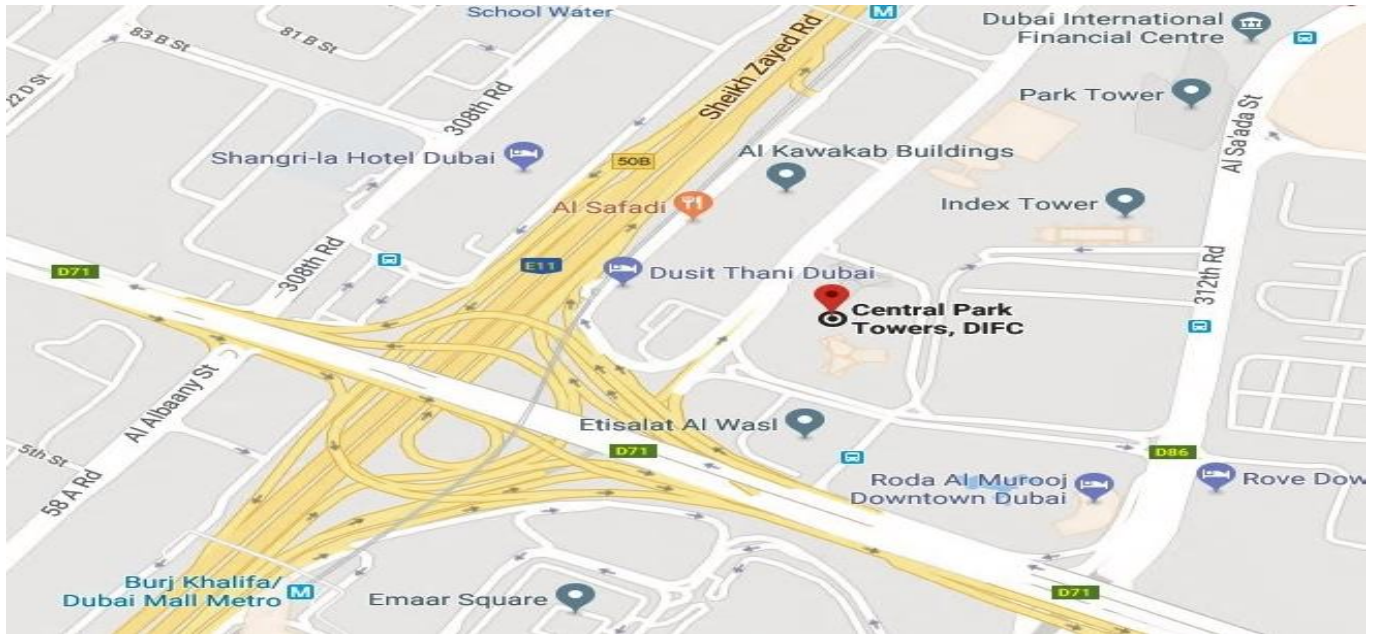 School Water
M
Dubai International
Financial Centre
83 B St
81 B St
22 D St
308th Rd
Sheikh Zayed Rd
Park Tower
Al Sa'ada St
Shangri-la Hotel Dubai
50B
Al Kawakab Buildings
Al Safadi
Index Tower
D71
308th Rd
E11
Dusit Thani Dubai
312th Rd
Central Park
Towers, DIFC
Al Albaany St
Etisalat Al Wasl
5th St
D71
D86
58 A Rd
Roda Al Murooj
Downtown Dubai
Rove Dow
Burj Khalifa/
Dubai Mall Metro
M
Emaar Square
D71